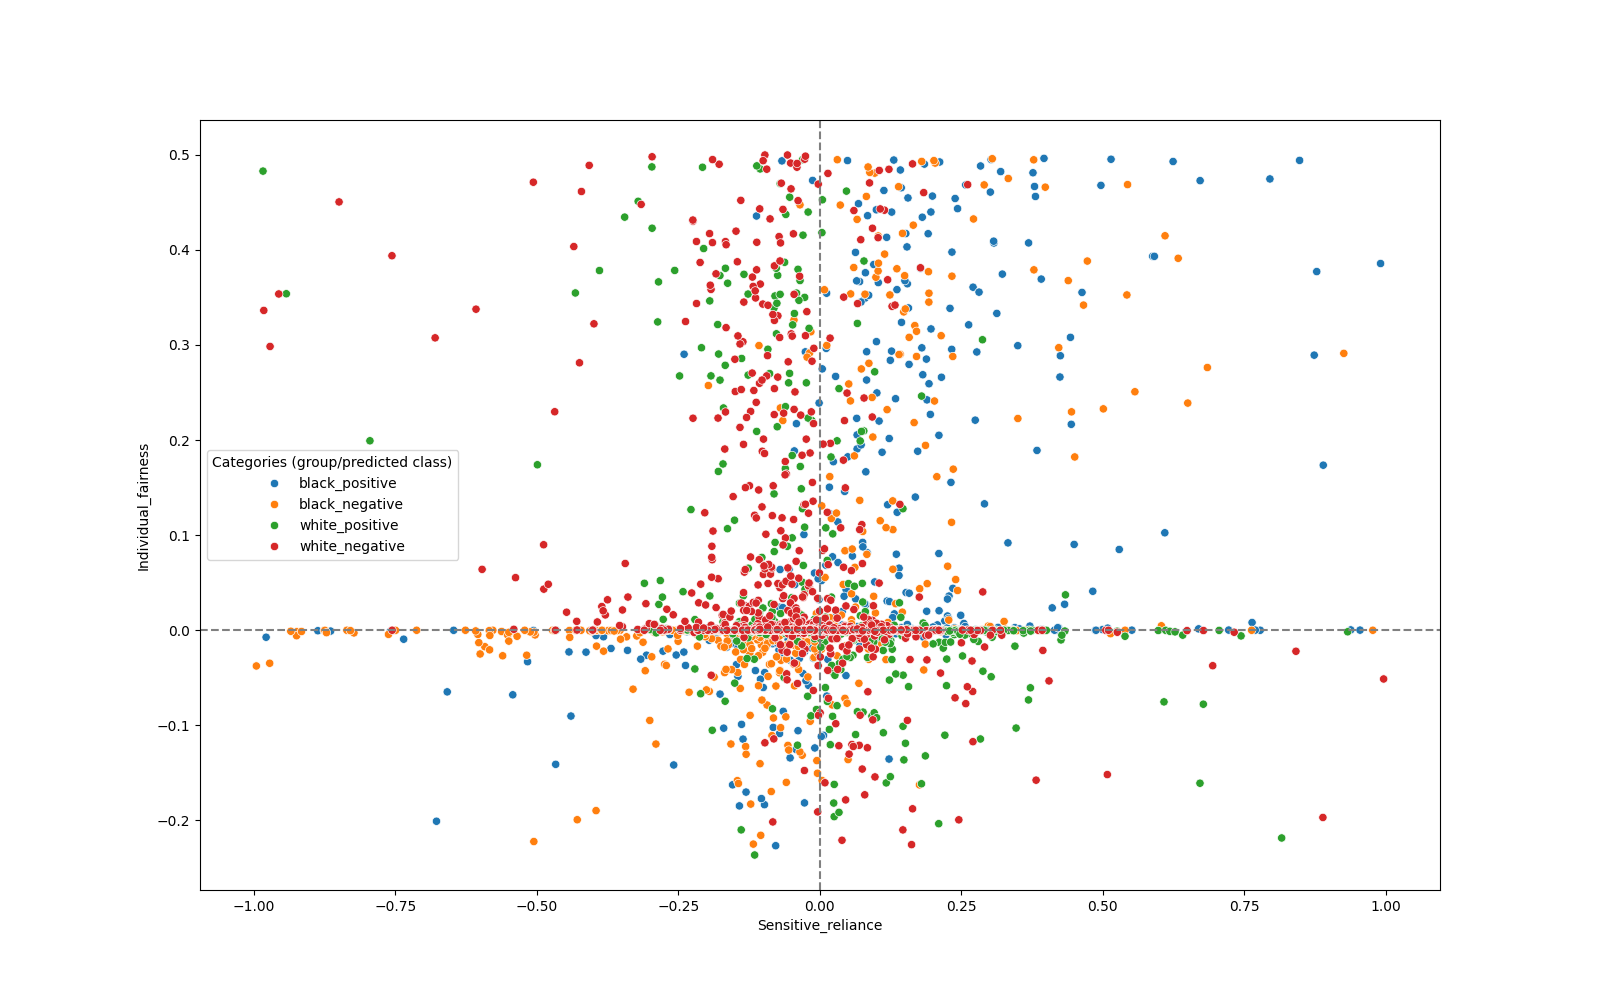 0.5
0.4
0.3
0.2
0.1
0.0
−0.1
−0.2
Individual_fairness
Categories (group/predicted class)
black_positive
black_negative
white_positive
white_negative
−1.00
−0.75
−0.50
−0.25
0.00
0.25
0.50
0.75
1.00
Sensitive_reliance